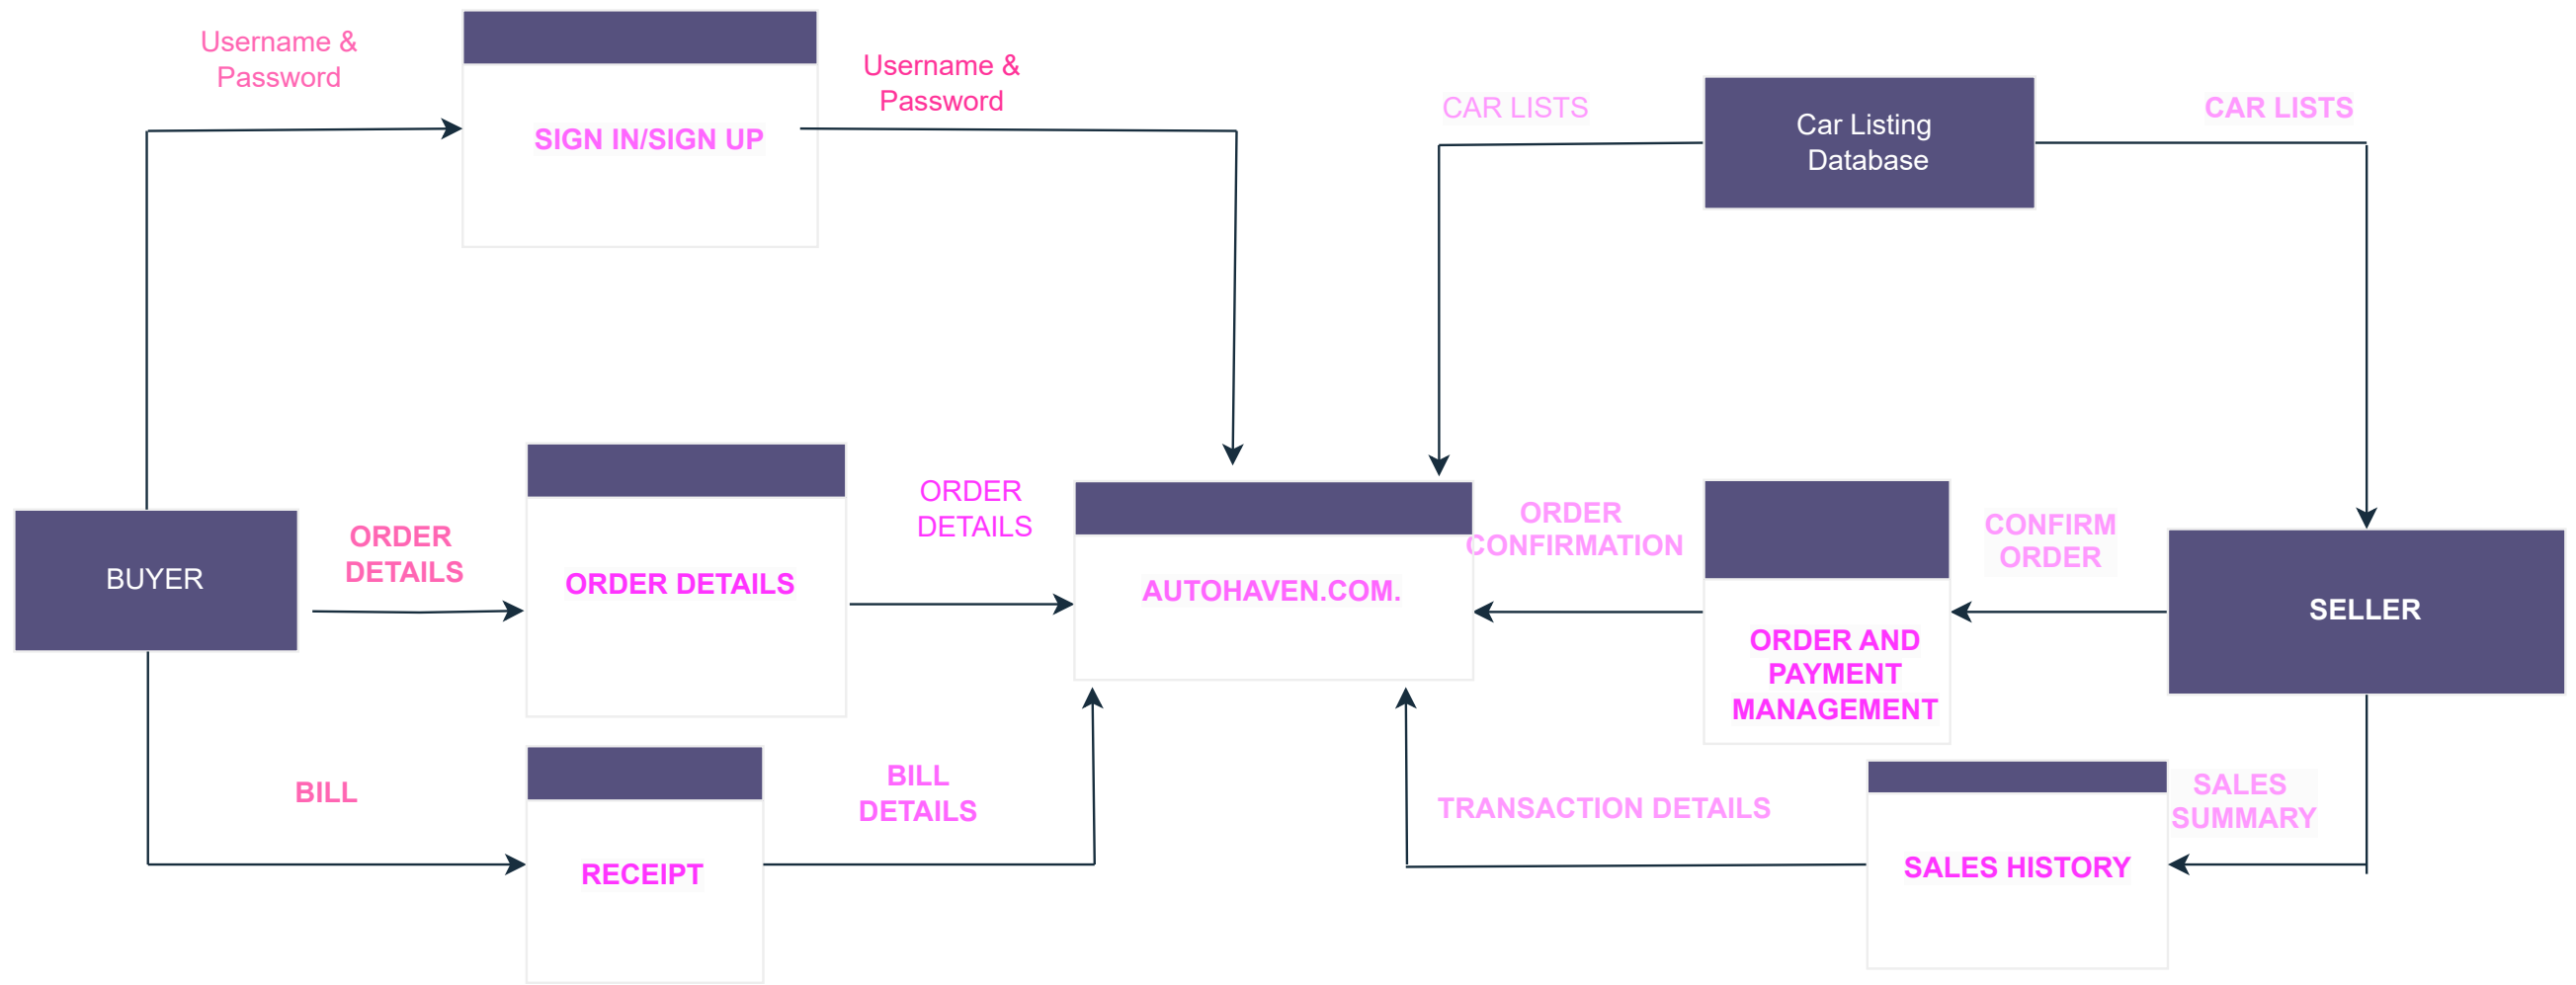 Username &
Password
SIGN IN/SIGN UP
Username &
Password
CAR LISTS
Car Listing
Database
CAR LISTS
BUYER
ORDER
DETAILS
ORDER DETAILS
ORDER
DETAILS
AUTOHAVEN.COM.
ORDER
CONFIRMATION
ORDER AND
PAYMENT
MANAGEMENT
CONFIRM
ORDER
SELLER
BILL
RECEIPT
BILL
DETAILS
TRANSACTION DETAILS
SALES HISTORY
SALES
SUMMARY